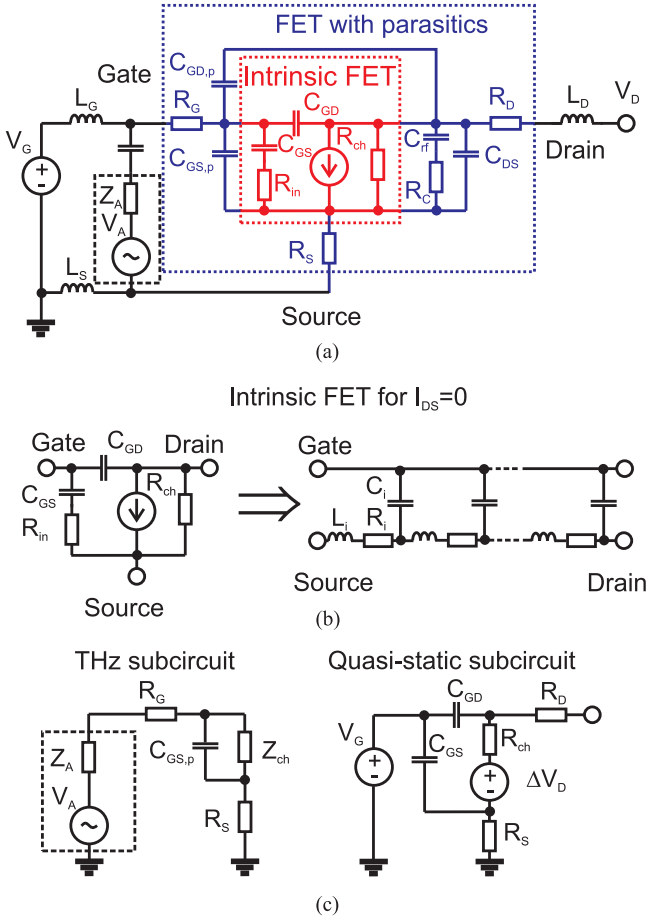 FET with parasitics
Gate
C_GD,p
Intrinsic FET
L_G
R_G
C_GD
R_D
L_D
V_D
V_G
C_GS,p
C_GS
R_ch
C_rf
C_DS
Drain
Z_A
R_in
R_C
V_A
L_S
R_S
Source
(a)
Intrinsic FET for I_DS=0
Gate
C_GD
Drain
Gate
C_GS
R_ch
C_i
R_in
L_i
R_i
Source
Source
Drain
(b)
THz subcircuit
Quasi-static subcircuit
R_G
C_GD
R_D
Z_A
C_GS,p
Z_ch
V_G
C_GS
R_ch
V_A
R_S
ΔV_D
R_S
(c)